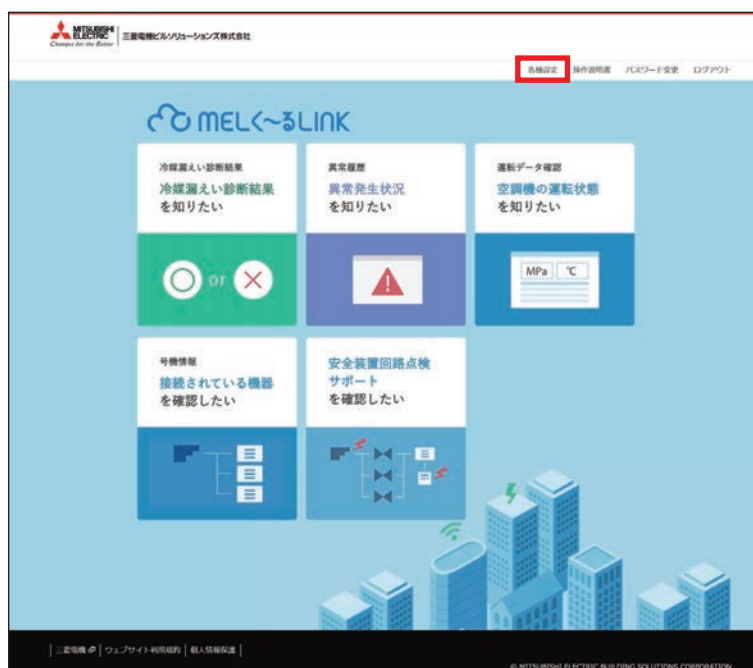 MITSUBISHI
ELECTRIC
Changes for the Better
三菱電機ビルソリューションズ株式会社
各種設定 操作説明書 パスワード変更 ログアウト
MELく~るLINK
冷媒漏えい診断結果
冷媒漏えい診断結果
を知りたい
or
異常履歴
異常発生状況
を知りたい
運転データ確認
空調機の運転状態
を知りたい
MPa ℃
号機情報
接続されている機器
を確認したい
安全装置回路点検
サポート
を確認したい
三菱電機 ウェブサイト利用規約 個人情報保護
© MITSUBISHI ELECTRIC BUILDING SOLUTIONS CORPORATION